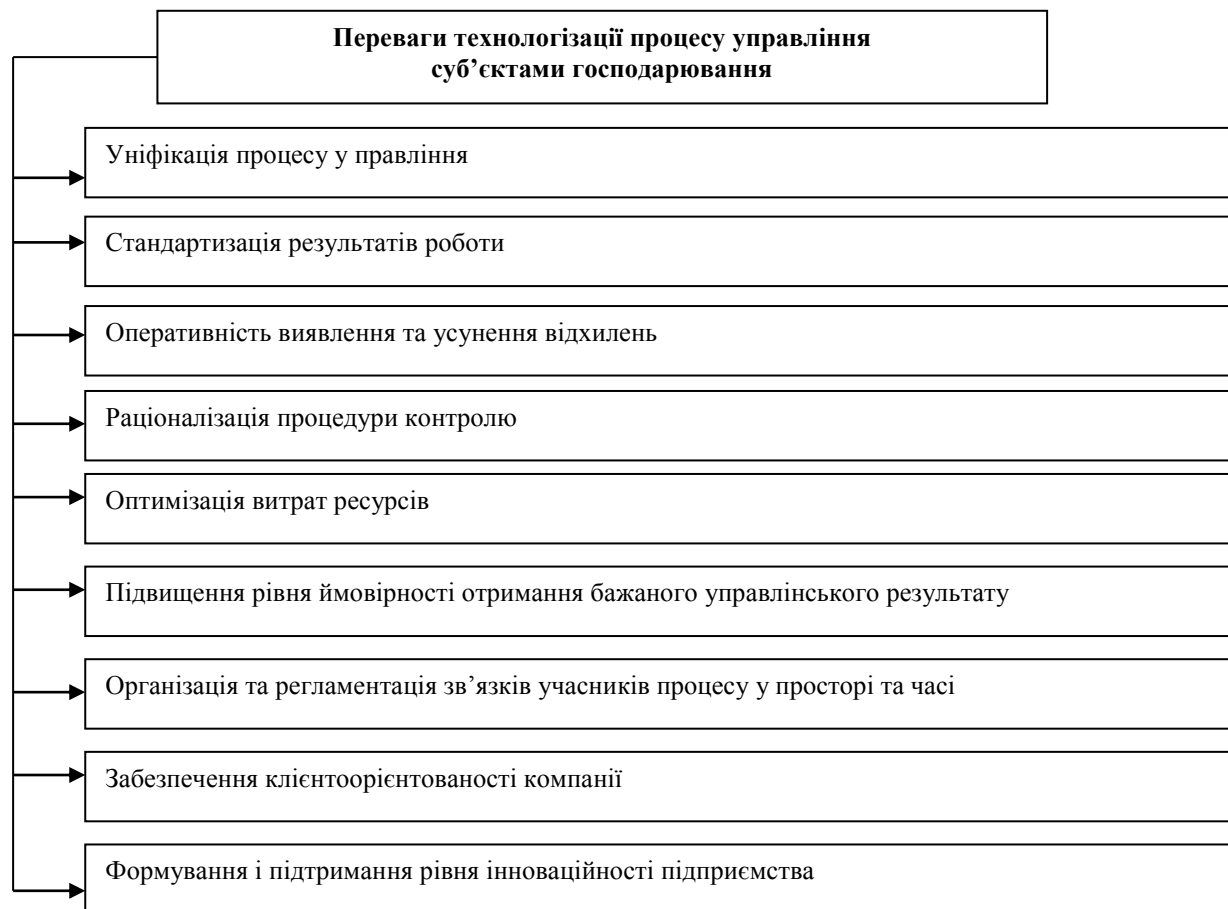 Переваги технологізації процесу управління
суб’єктами господарювання
Уніфікація процесу у правління
Стандартизація результатів роботи
Оперативність виявлення та усунення відхилень
Раціоналізація процедури контролю
Оптимізація витрат ресурсів
Підвищення рівня ймовірності отримання бажаного управлінського результату
Організація та регламентація зв’язків учасників процесу у просторі та часі
Забезпечення клієнтоорієнтованості компанії
Формування і підтримання рівня інноваційності підприємства